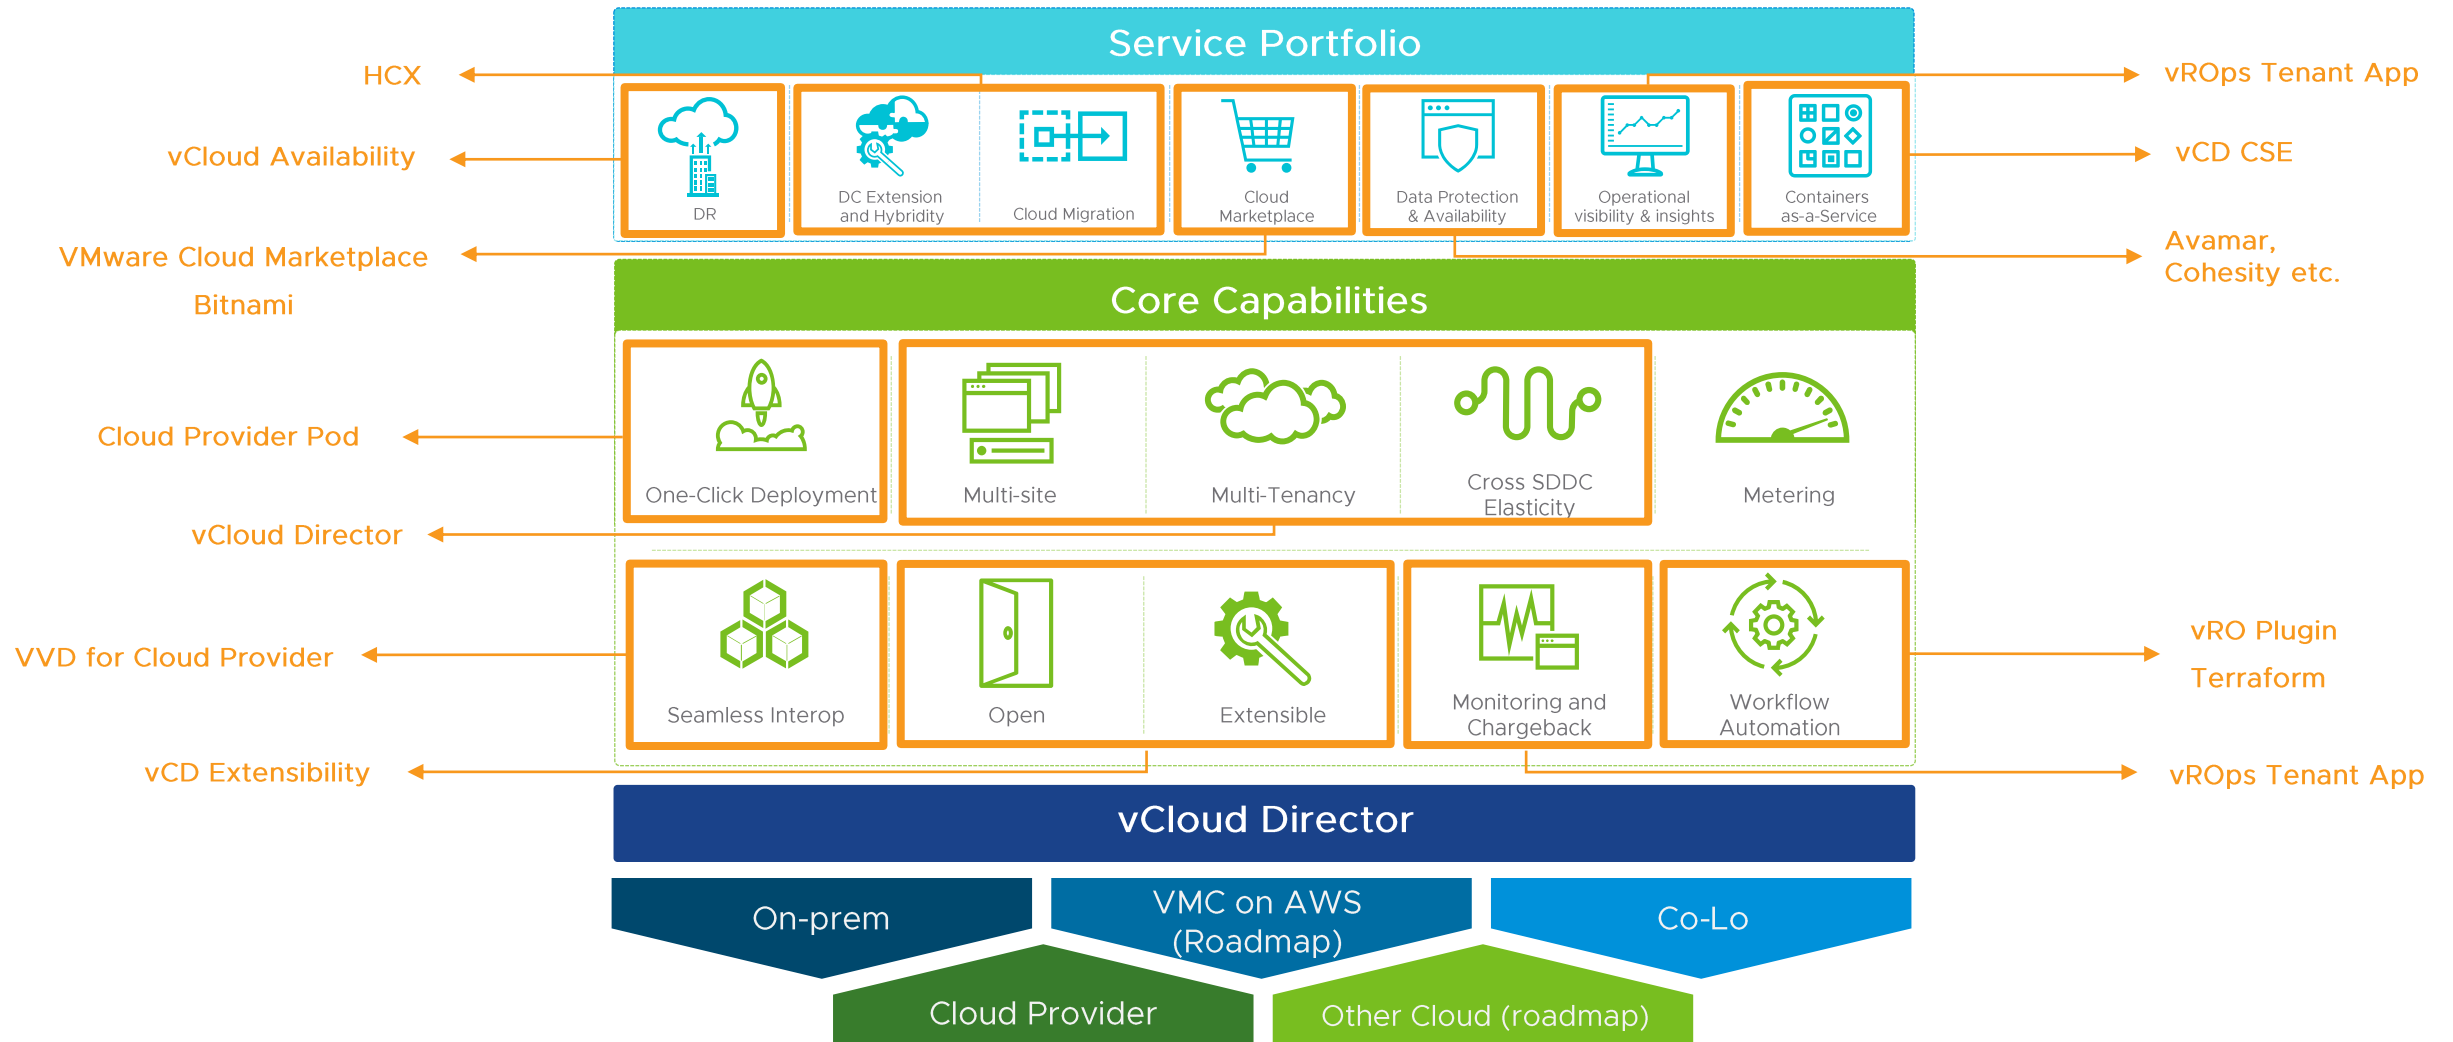 Service Portfolio
HCX
vROps Tenant App
vCloud Availability
vCD CSE
DR
DC Extension
and Hybridity
Cloud Migration
Cloud
Marketplace
Data Protection
& Availability
Operational
visibility & insights
Containers
as-a-Service
VMware Cloud Marketplace
Bitnami
Avamar,
Cohesity etc.
Core Capabilities
Cloud Provider Pod
One-Click Deployment
Multi-site
Multi-Tenancy
Cross SDDC
Elasticity
Metering
vCloud Director
VVD for Cloud Provider
Seamless Interop
Open
Extensible
Monitoring and
Chargeback
Workflow
Automation
vRO Plugin
Terraform
vCD Extensibility
vROps Tenant App
vCloud Director
On-prem
VMC on AWS
(Roadmap)
Co-Lo
Cloud Provider
Other Cloud (roadmap)